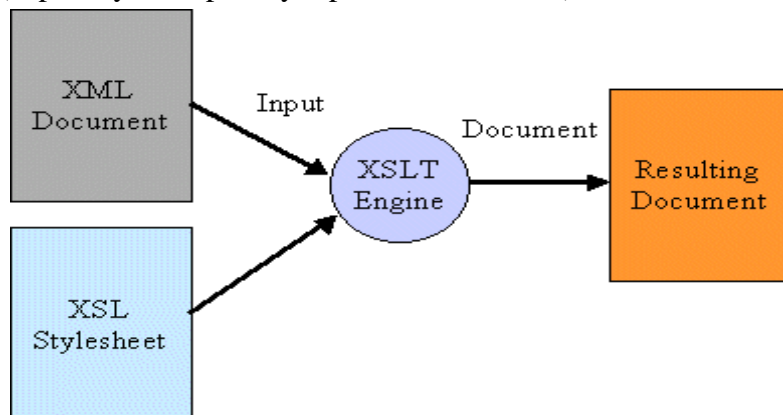 XML
Document
Input
Document
XSLT
Engine
Resulting
Document
XSL
Stylesheet